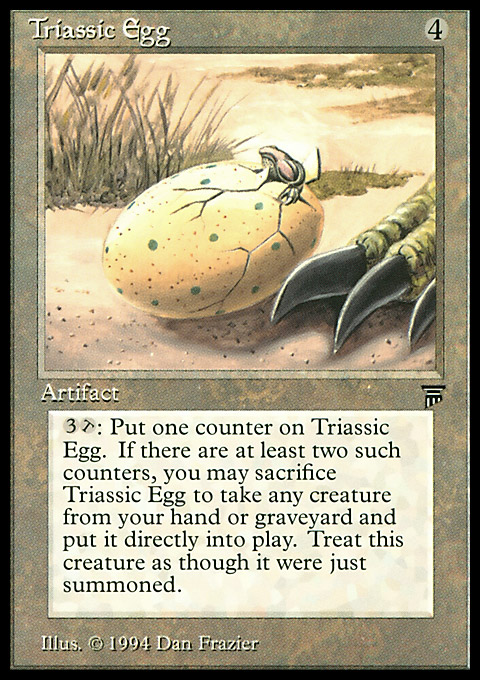 Triassic Egg 4
Artifact
3: Put one counter on Triassic
Egg. If there are at least two such
counters, you may sacrifice
Triassic Egg to take any creature
from your hand or graveyard and
put it directly into play. Treat this
creature as though it were just
summoned.
Illus. © 1994 Dan Frazier